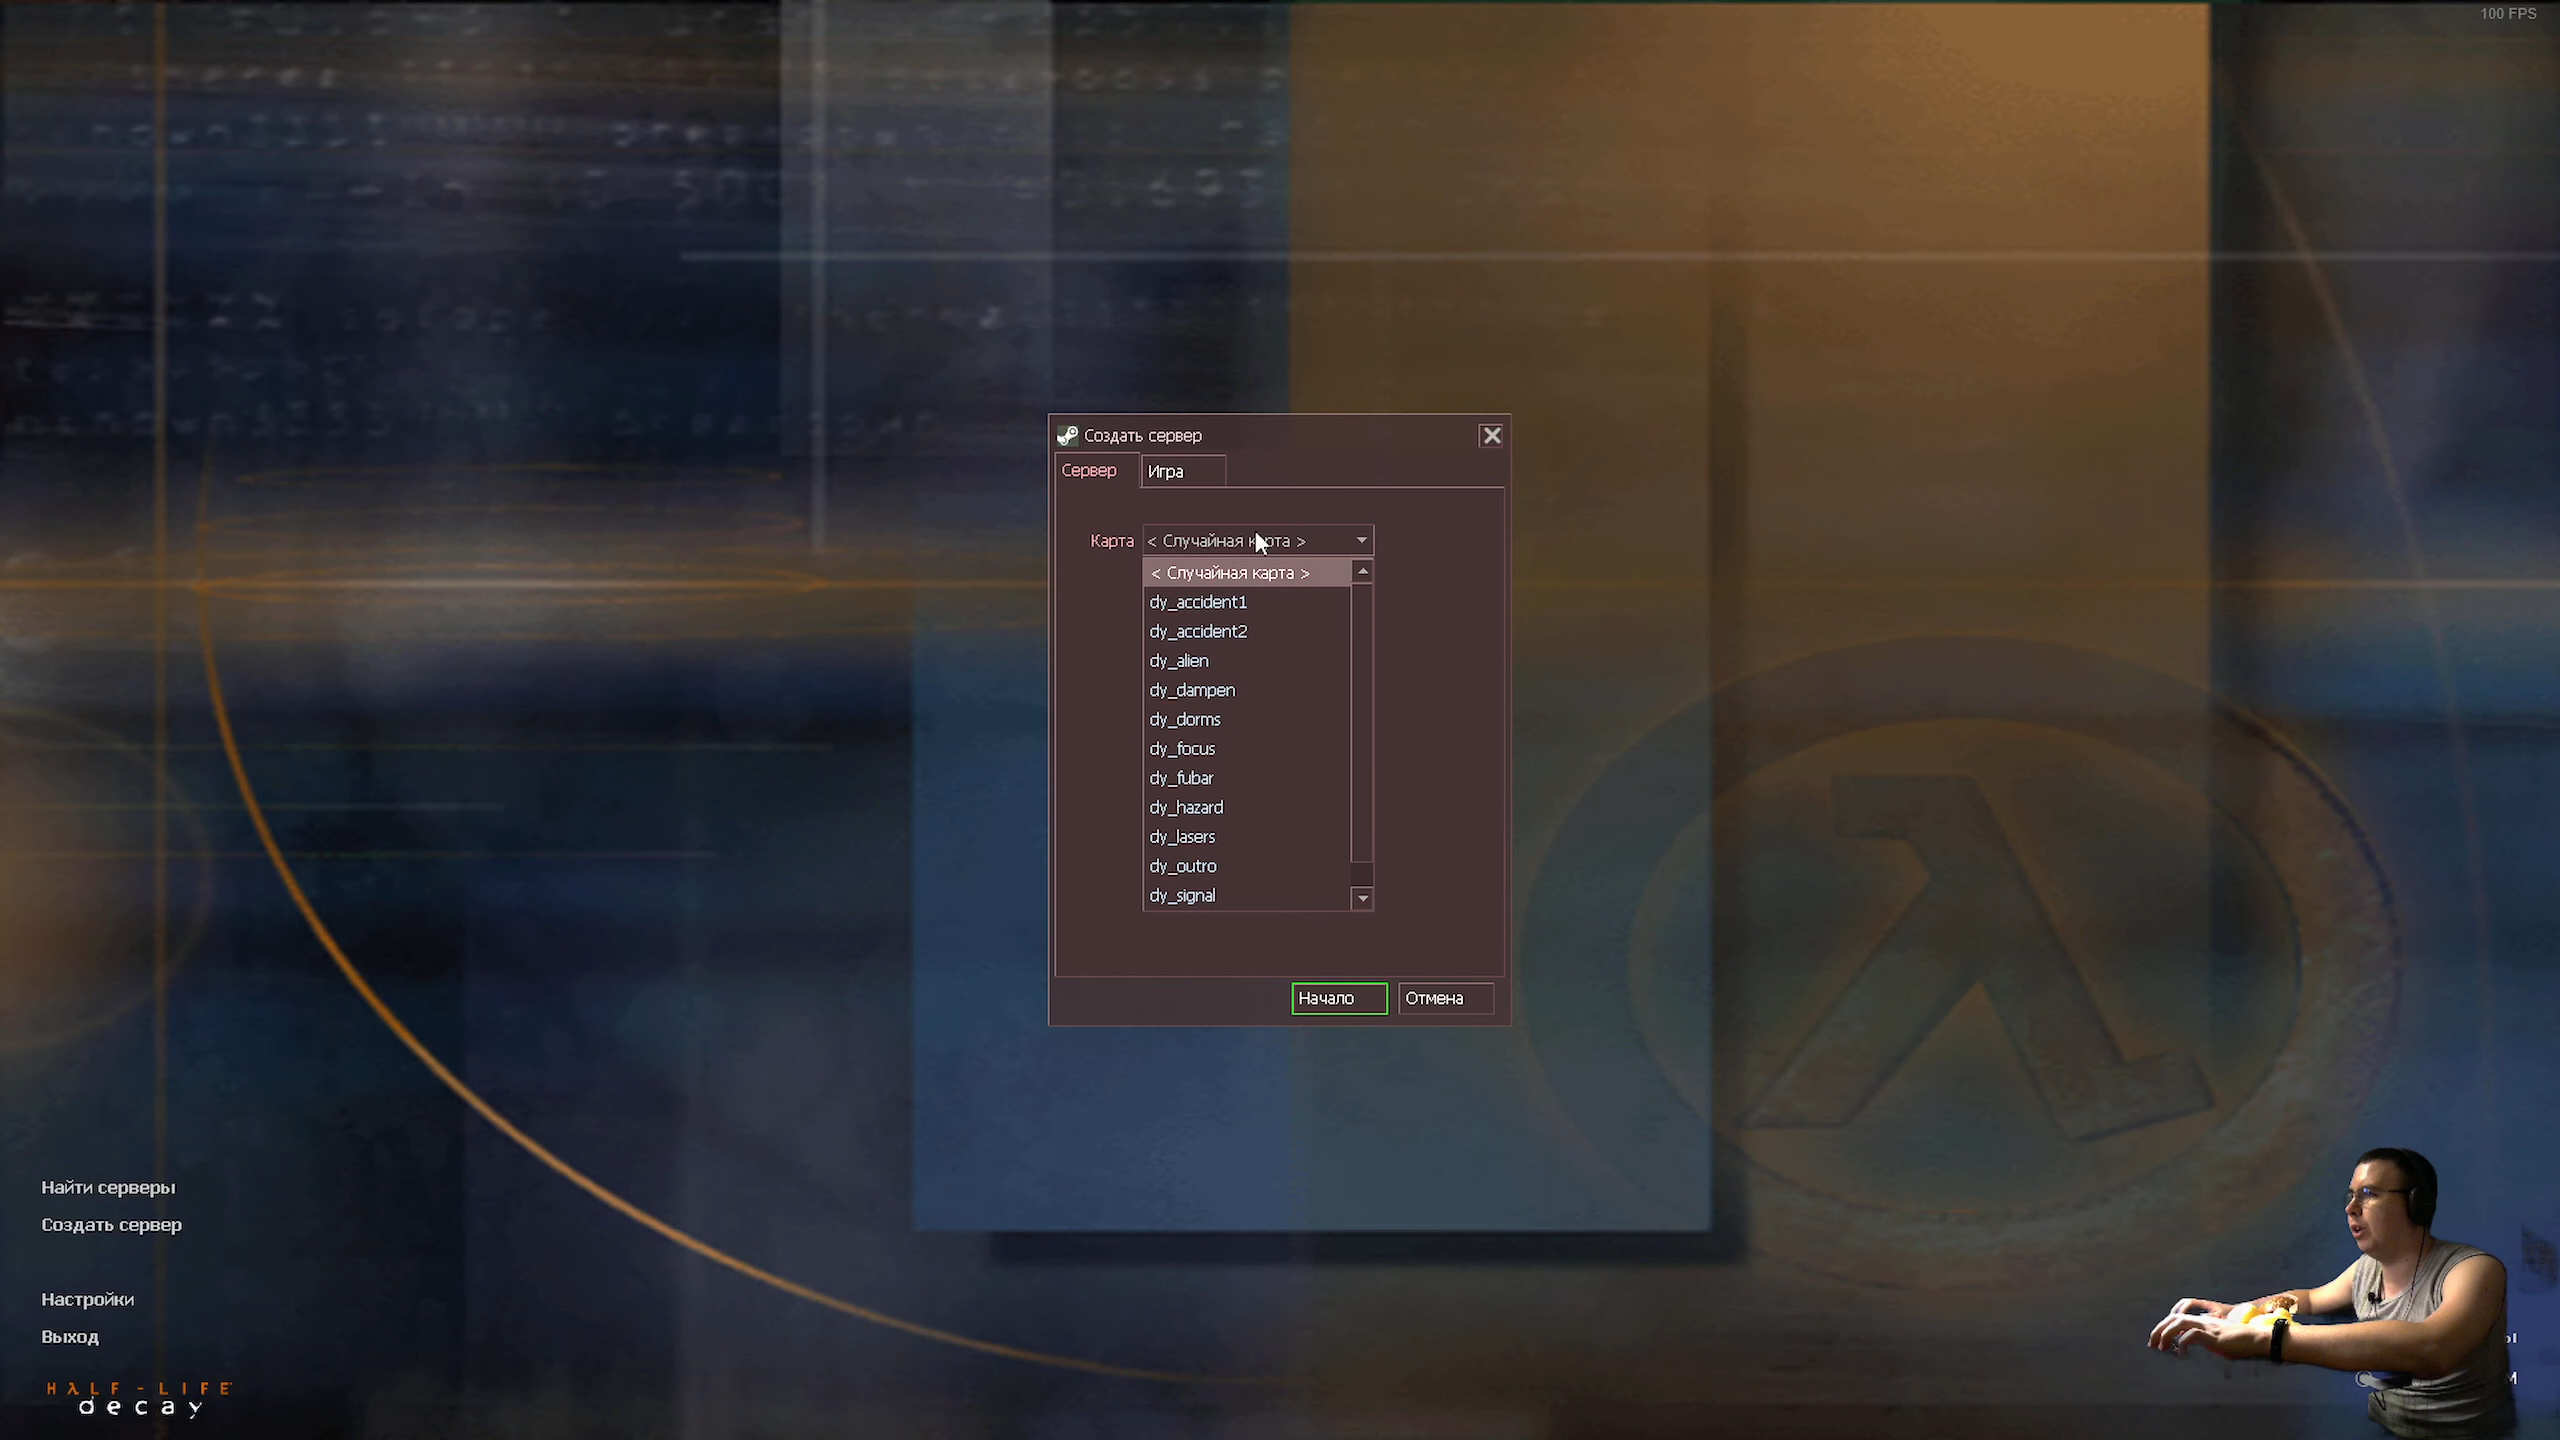 100 FPS
Создать сервер
Сервер
Игра
Карта
< Случайная карта >
< Случайная карта >
dy_accident1
dy_accident2
dy_alien
dy_dampen
dy_dorms
dy_focus
dy_fubar
dy_hazard
dy_lasers
dy_outro
dy_signal
Начало
Отмена
Найти серверы
Создать сервер
Настройки
Выход
HλLF-LIFE
decay